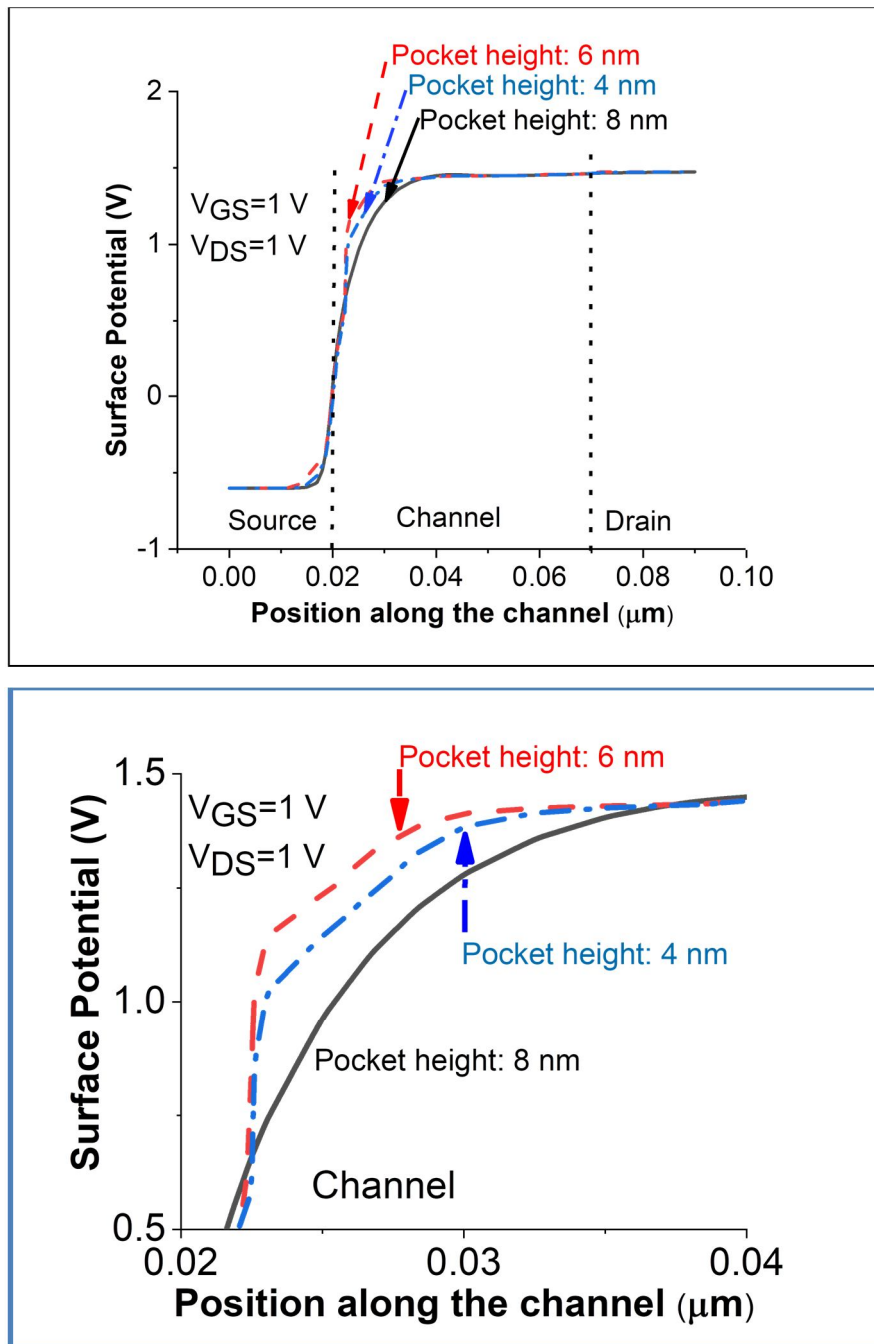 Pocket height: 6 nm
Pocket height: 4 nm
Pocket height: 8 nm
2
1
0
-1
Surface Potential (V)
VGS=1 V
VDS=1 V
Source
Channel
Drain
0.00 0.02 0.04 0.06 0.08 0.10
Position along the channel (μm)
Pocket height: 6 nm
1.5
1.0
0.5
Surface Potential (V)
VGS=1 V
VDS=1 V
Pocket height: 4 nm
Pocket height: 8 nm
Channel
0.02 0.03 0.04
Position along the channel (μm)